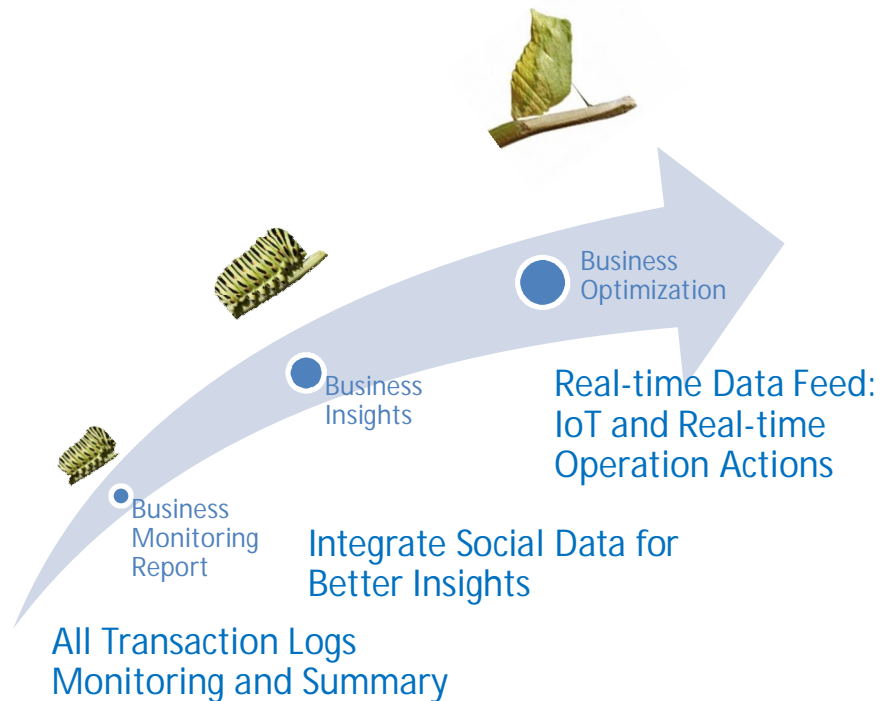 Business
Optimization
Real-time Data Feed:
IoT and Real-time
Operation Actions
Business
Insights
Integrate Social Data for
Better Insights
Business
Monitoring
Report
All Transaction Logs
Monitoring and Summary